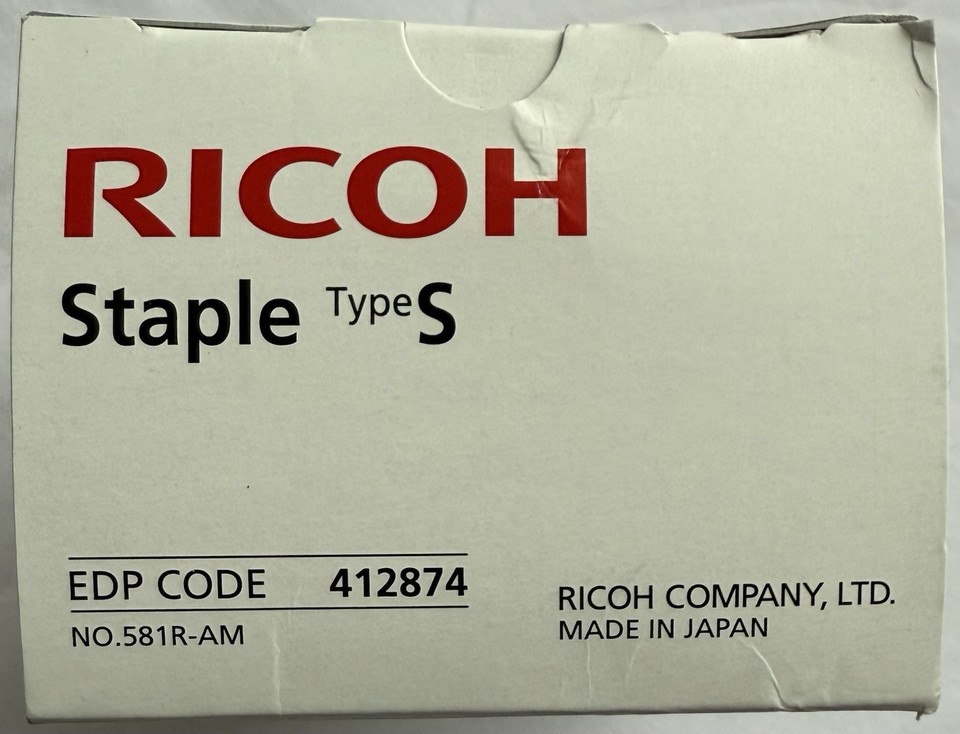 RICOH
Staple Type S
EDP CODE 412874
NO.581R-AM
RICOH COMPANY, LTD.
MADE IN JAPAN